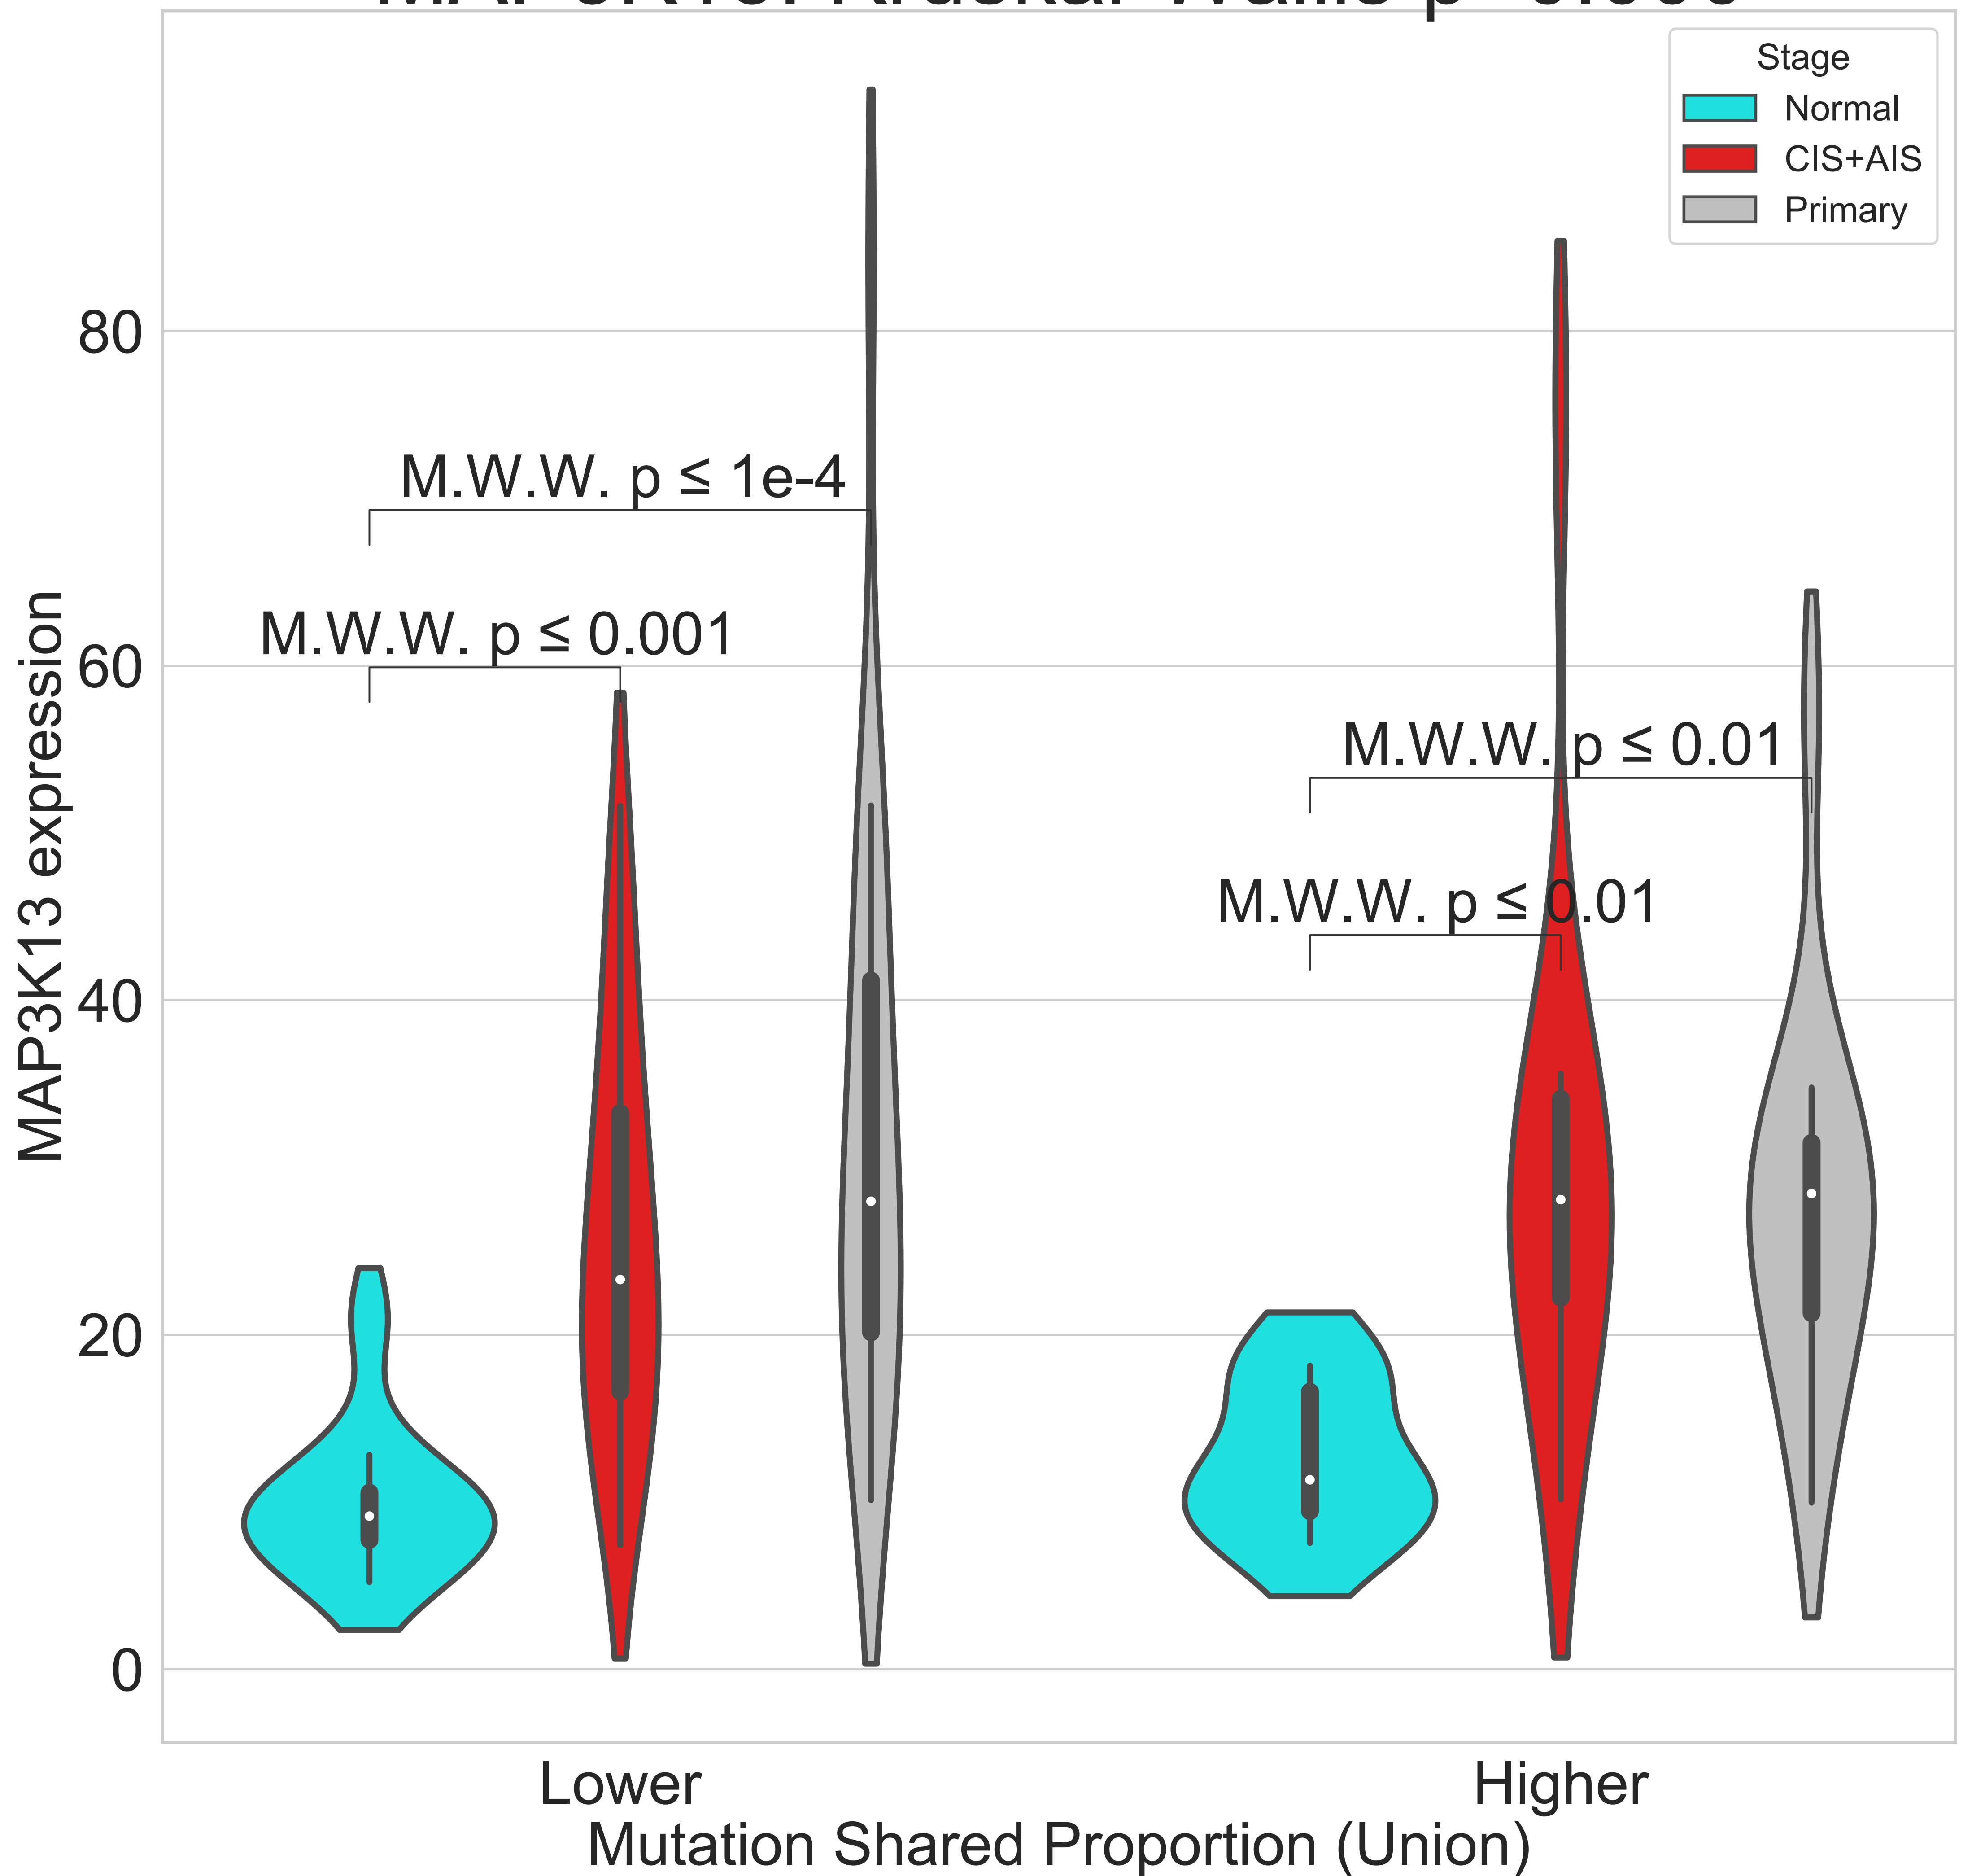 Stage
Normal
CIS+AIS
Primary
80
60
40
20
0
MAP3K13 expression
M.W.W. p ≤ 1e-4
M.W.W. p ≤ 0.001
M.W.W. p ≤ 0.01
M.W.W. p ≤ 0.01
Lower
Higher
Mutation Shared Proportion (Union)